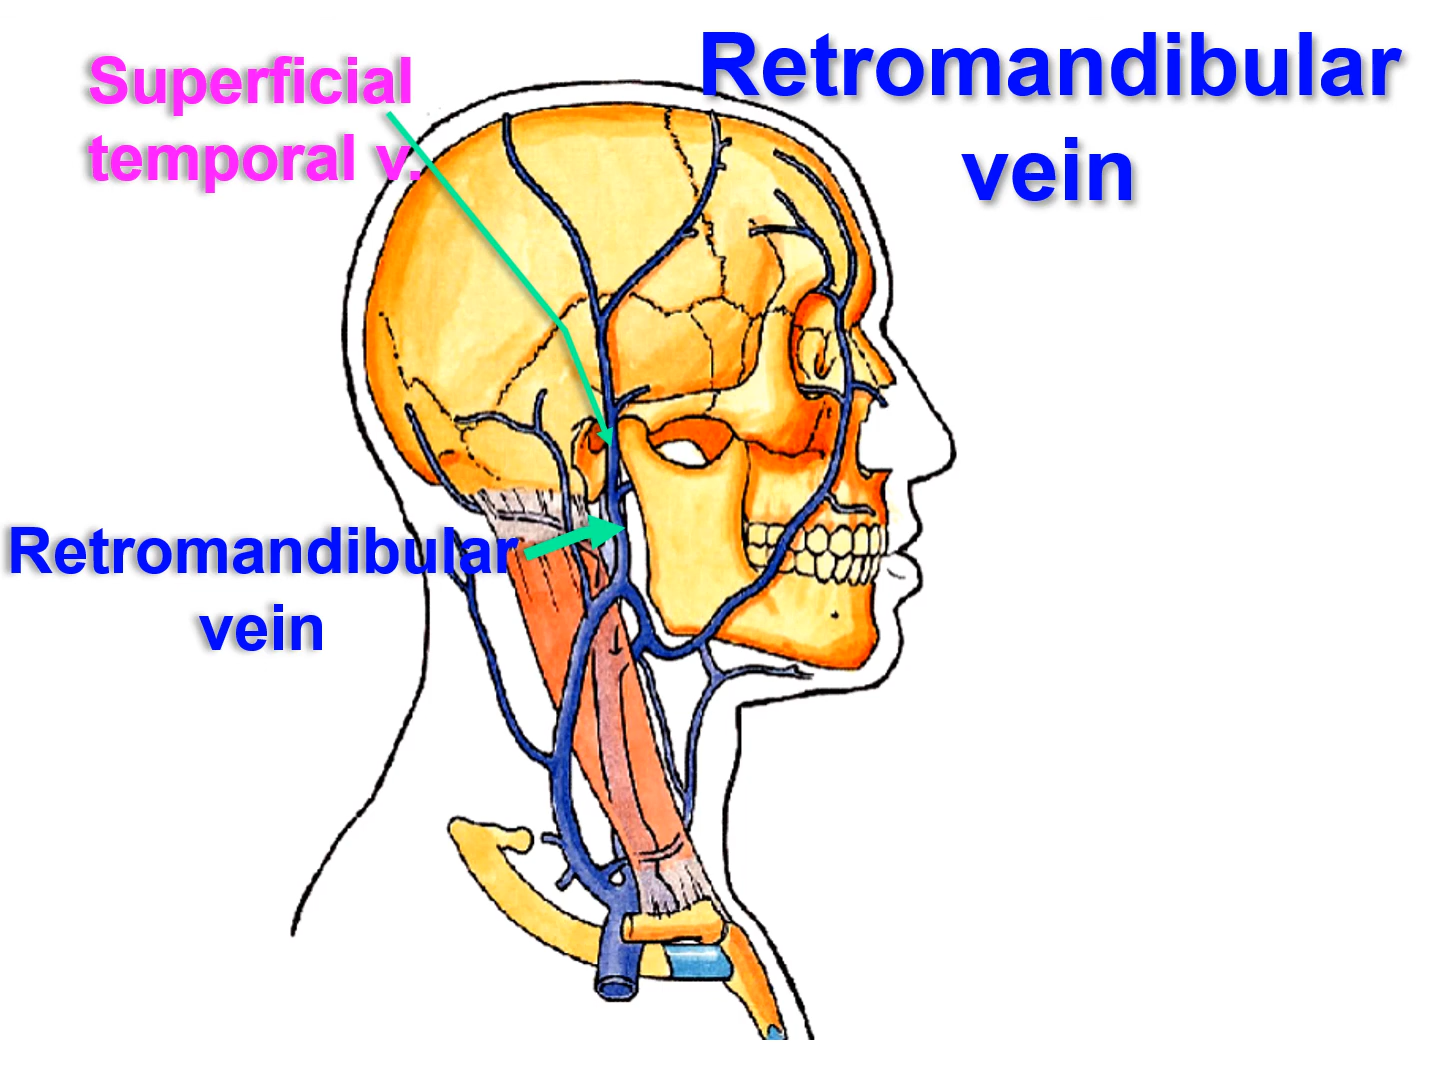 Retromandibular
vein
Superficial
temporal v.
Retromandibular
vein